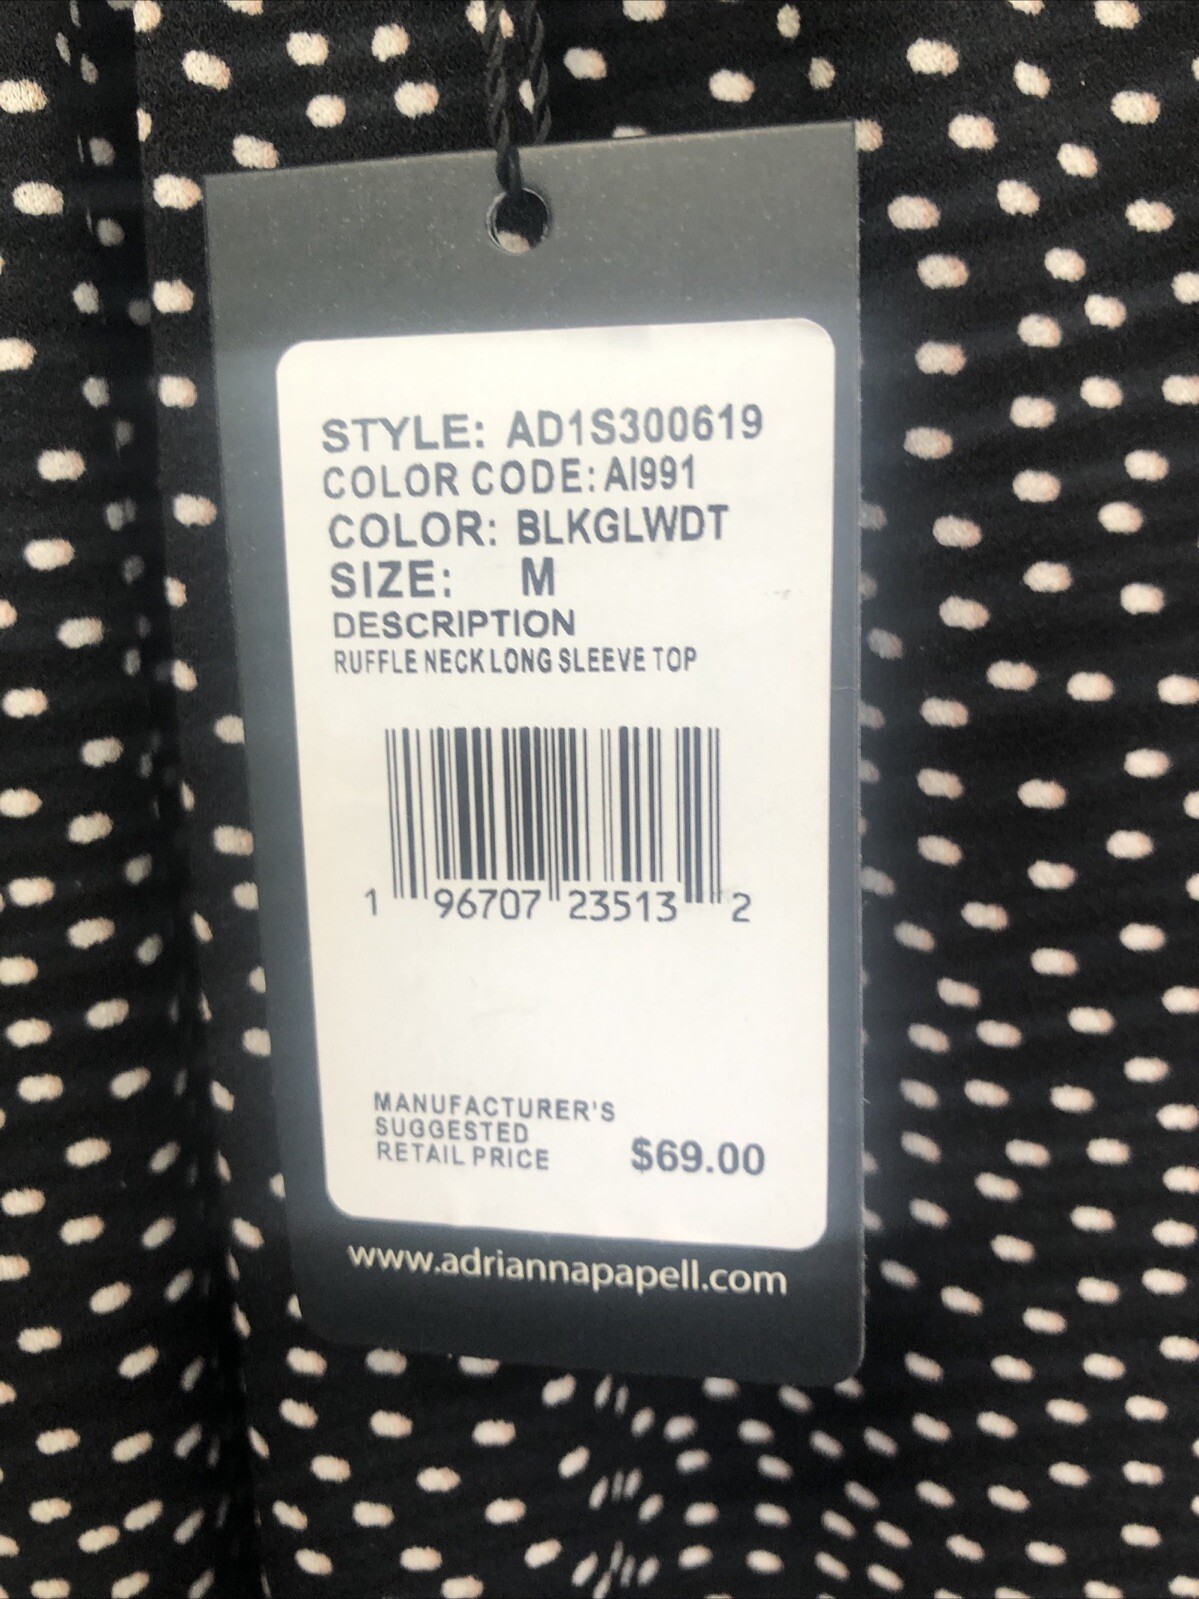 STYLE: AD1S300619
COLOR CODE: AI991
COLOR: BLKGLWDT
SIZE: M
DESCRIPTION
RUFFLE NECK LONG SLEEVE TOP
1 96707 23513 2
MANUFACTURER'S
SUGGESTED
RETAIL PRICE $69.00
www.adriannapapell.com